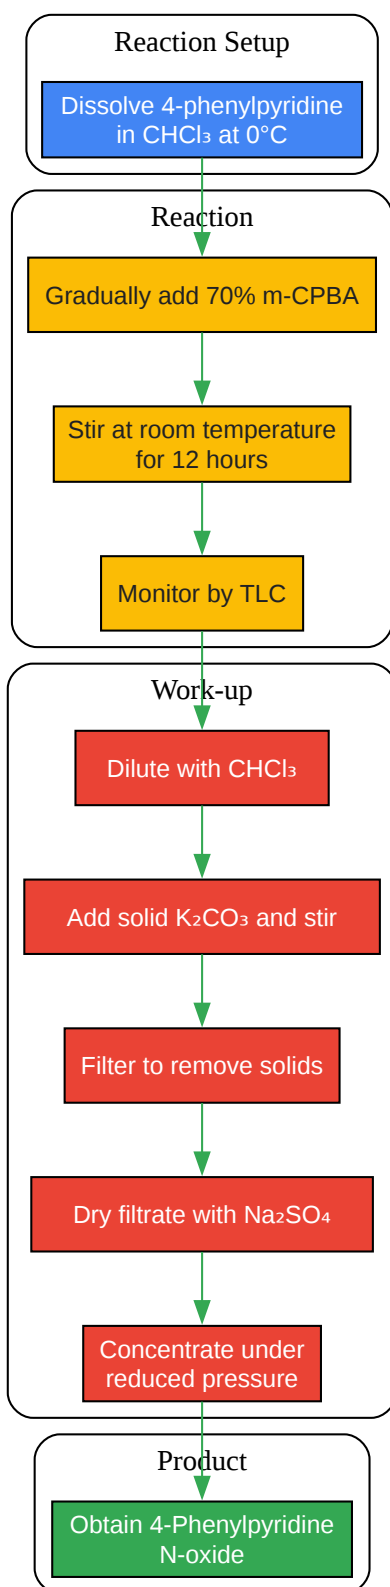 Reaction Setup
Dissolve 4-phenylpyridine
in CHCl₃ at 0°C
Reaction
Gradually add 70% m-CPBA
Stir at room temperature
for 12 hours
Monitor by TLC
Work-up
Dilute with CHCl₃
Add solid K₂CO₃ and stir
Filter to remove solids
Dry filtrate with Na₂SO₄
Concentrate under
reduced pressure
Product
Obtain 4-Phenylpyridine
N-oxide